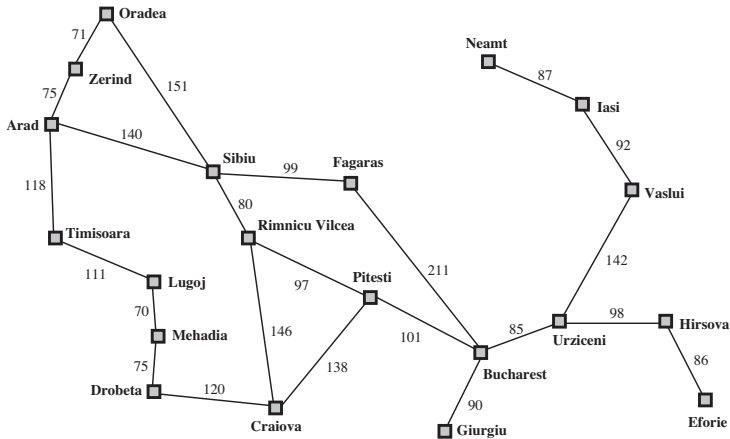 Oradea
71
Neamt
Zerind
87
75
151
Iasi
Arad
140
92
Sibiu
Fagaras
99
118
Vaslui
80
Timisoara
Rimnicu Vilcea
111
211
142
Lugoj
97
Pitesti
70
98
Hirsova
146
85
Mehadia
101
Urziceni
138
86
75
Bucharest
Drobeta
120
90
Eforie
Craiova
Giurgiu